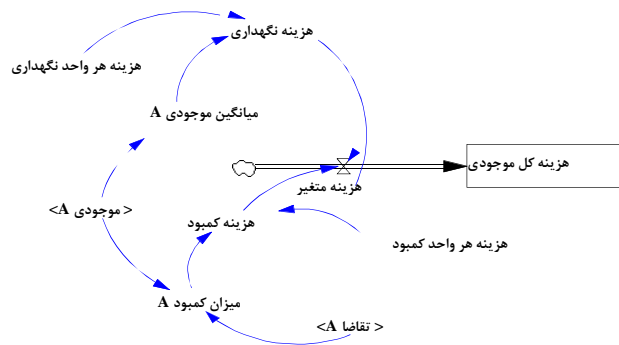 هزینه نگهداری
هزینه هر واحد نگهداری
میانگین موجودی A
هزینه کل موجودی
هزینه متغیر
<موجودی A>
هزینه کمبود
هزینه هر واحد کمبود
میزان کمبود A
<تقاضا A>